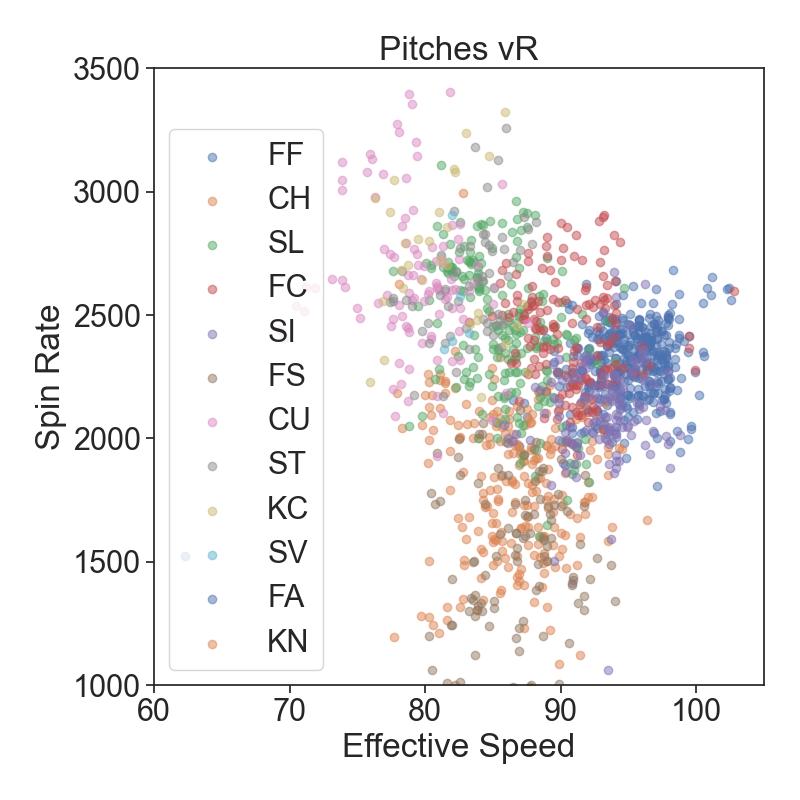 Pitches vR
3500
3000
2500
2000
1500
1000
Spin Rate
FF
CH
SL
FC
SI
FS
CU
ST
KC
SV
FA
KN
60 70 80 90 100
Effective Speed